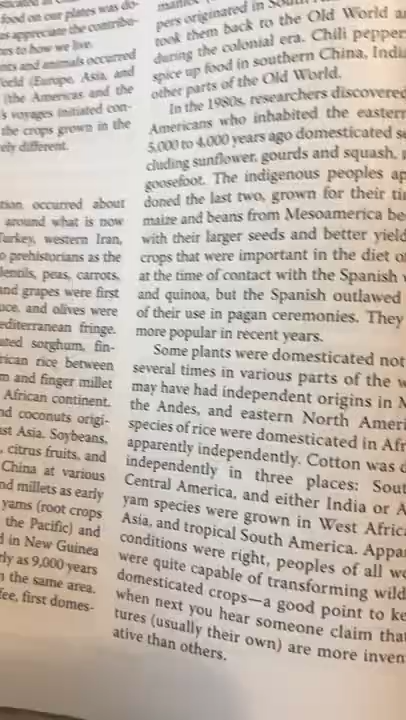 food on our plates was do-
as appreciate the contribu-
to how we live.
and animals occurred
(Europe, Asia, and
(the Americas and the
voyages initiated con-
the crops grown in the
different.
occurred about
around what is now
Turkey, western Iran,
prehistorians as the
lentils, peas, carrots,
and grapes were first
and olives were
fringe.
sorghum, fin-
rice between
and finger millet
African continent.
coconuts origi-
Asia. Soybeans,
citrus fruits, and
China at various
millets as early
yams (root crops
the Pacific) and
in New Guinea
as 9,000 years
the same area.
first domes-
pers originated in
took them back to the Old World
during the colonial era. Chili pepper
spice up food in southern China,
other parts of the Old World.
In the 1980s, researchers discovered
Americans who inhabited the eastern
5,000 to 4,000 years ago domesticated
cluding sunflower, gourds and squash,
goosefoot. The indigenous peoples
doned the last two, grown for their
maize and beans from Mesoamerica
with their larger seeds and better yield
crops that were important in the diet
at the time of contact with the Spanish
and quinoa, but the Spanish outlawed
of their use in pagan ceremonies. They
more popular in recent years.
Some plants were domesticated not
several times in various parts of the
may have had independent origins in
the Andes, and eastern North Ameri
species of rice were domesticated in Afr
apparently independently. Cotton was
independently in three places:
Central America, and either India or
yam species were grown in West Afric
Asia, and tropical South America. Appa
conditions were right, peoples of all
were quite capable of transforming wild
domesticated crops—a good point to
when next you hear someone claim
tures (usually their own) are more inven
ative than others.